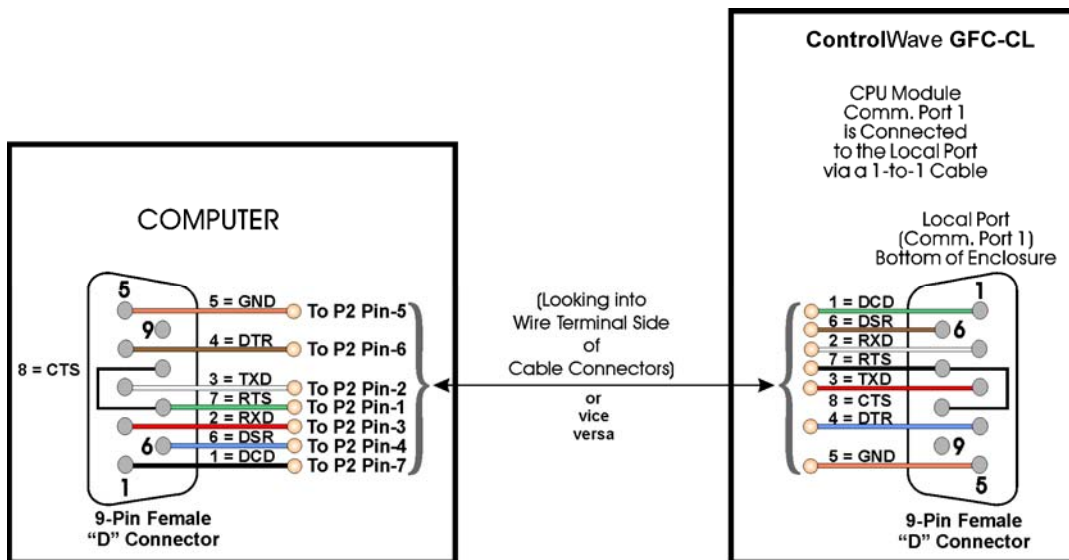 ControlWave GFC-CL
CPU Module
Comm. Port 1
is Connected
to the Local Port
via a 1-to-1 Cable
COMPUTER
Local Port
(Comm. Port 1)
Bottom of Enclosure
5
9
8 = CTS
6
1
5 = GND
To P2 Pin-5
4 = DTR
To P2 Pin-6
3 = TXD
To P2 Pin-2
7 = RTS
To P2 Pin-1
2 = RXD
To P2 Pin-3
6 = DSR
To P2 Pin-4
1 = DCD
To P2 Pin-7
9-Pin Female
“D” Connector
(Looking into
Wire Terminal Side
of
Cable Connectors)
or
vice
versa
1 = DCD
6 = DSR
2 = RXD
7 = RTS
3 = TXD
8 = CTS
4 = DTR
5 = GND
1
6
9
5
9-Pin Female
“D” Connector